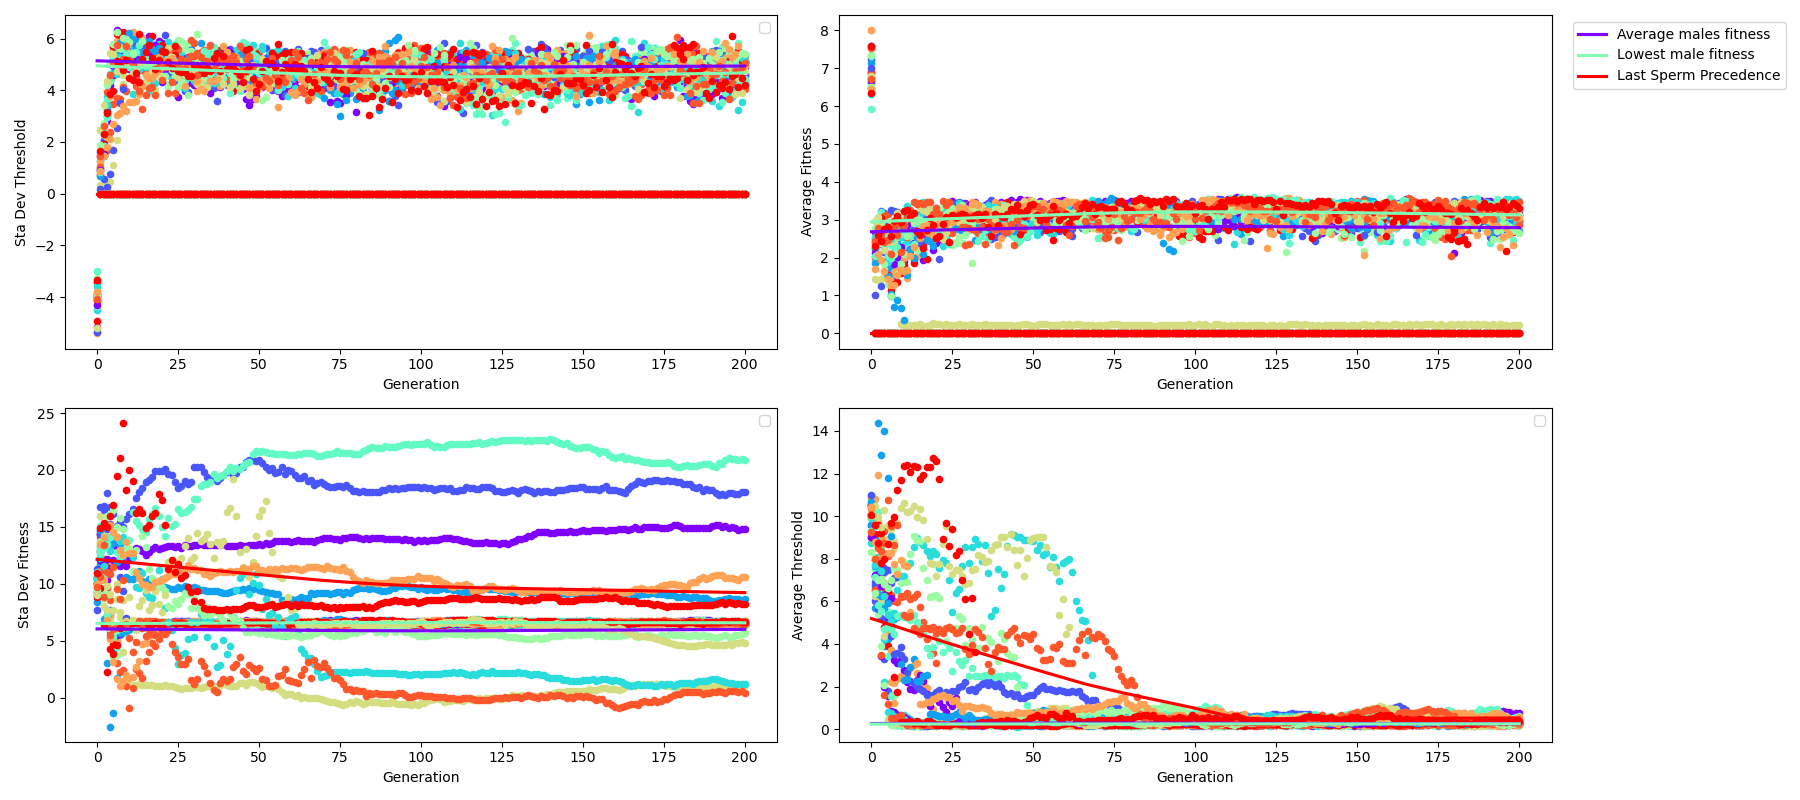 6
4
2
0
−2
−4
Sta Dev Threshold
0 25 50 75 100 125 150 175 200
Generation
8
7
6
5
4
3
2
1
0
Average Fitness
0 25 50 75 100 125 150 175 200
Generation
Average males fitness
Lowest male fitness
Last Sperm Precedence
25
20
15
10
5
0
Sta Dev Fitness
0 25 50 75 100 125 150 175 200
Generation
14
12
10
8
6
4
2
0
Average Threshold
0 25 50 75 100 125 150 175 200
Generation